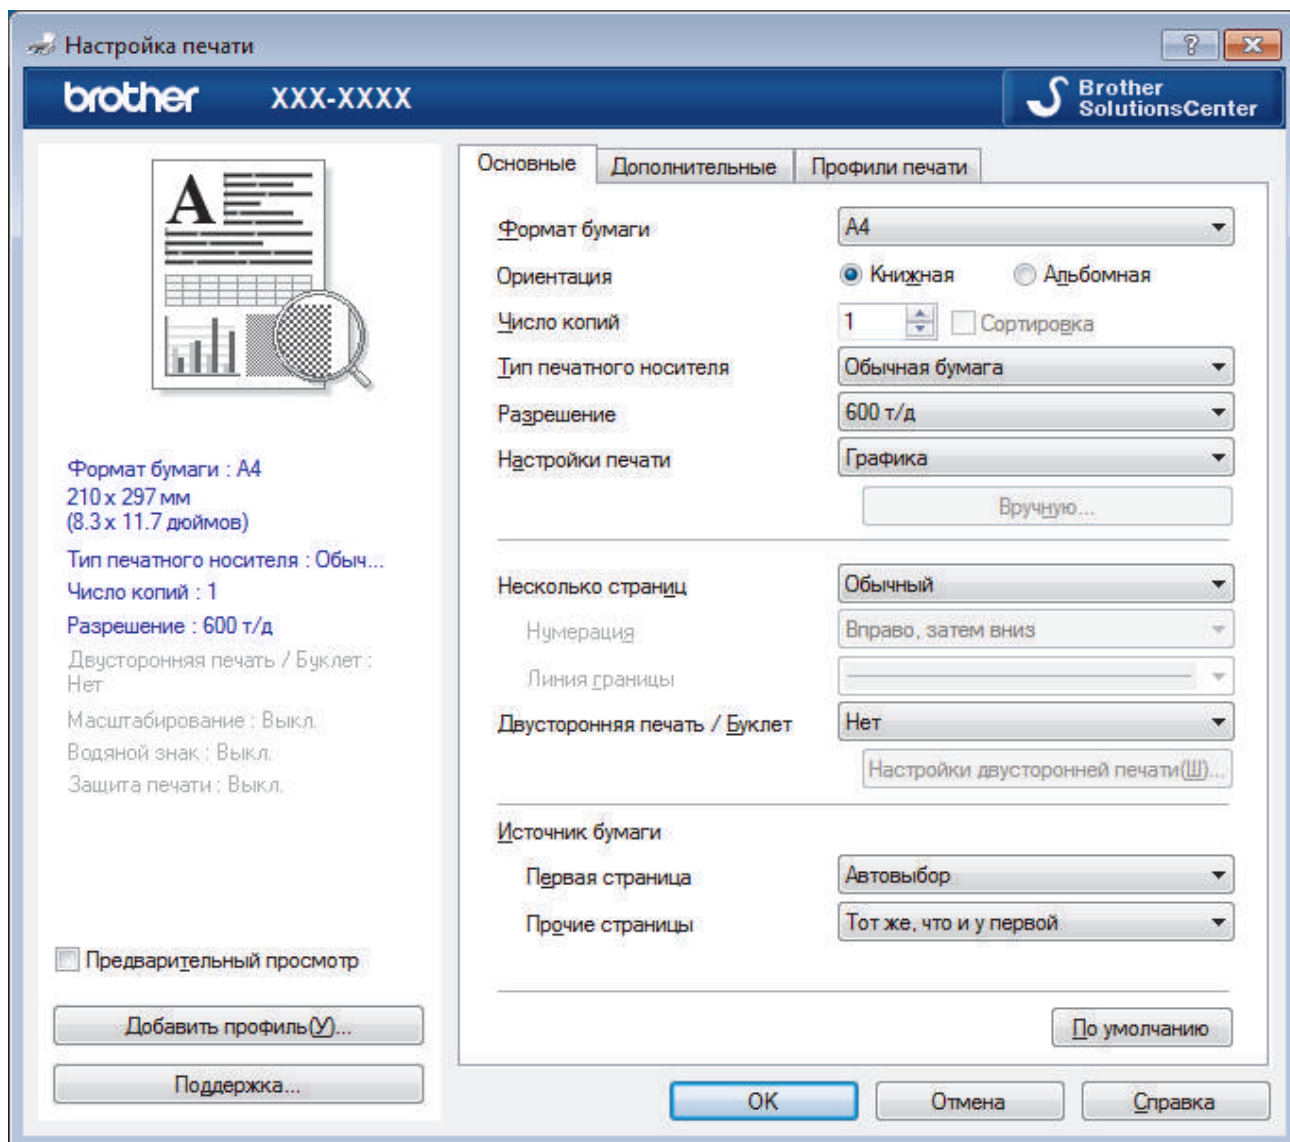 Настройка печати
brother XXX-XXXX Brother
SolutionsCenter
A
Формат бумаги : A4
210 x 297 мм
(8.3 x 11.7 дюймов)
Тип печатного носителя : Обыч...
Число копий : 1
Разрешение : 600 т/д
Двусторонняя печать / Буклет :
Нет
Масштабирование : Выкл.
Водяной знак : Выкл.
Защита печати : Выкл.
Предварительный просмотр
Добавить профиль(У)...
Поддержка...
Основные Дополнительные Профили печати
Формат бумаги A4
Ориентация Книжная Альбомная
Число копий 1 Сортировка
Тип печатного носителя Обычная бумага
Разрешение 600 т/д
Настройки печати Графика
Вручную...
Несколько страниц Обычный
Нумерация Вправо, затем вниз
Линия границы
Двусторонняя печать / Буклет Нет
Настройки двусторонней печати(Ш)...
Источник бумаги
Первая страница Автовыбор
Прочие страницы Тот же, что и у первой
По умолчанию
OK Отмена Справка